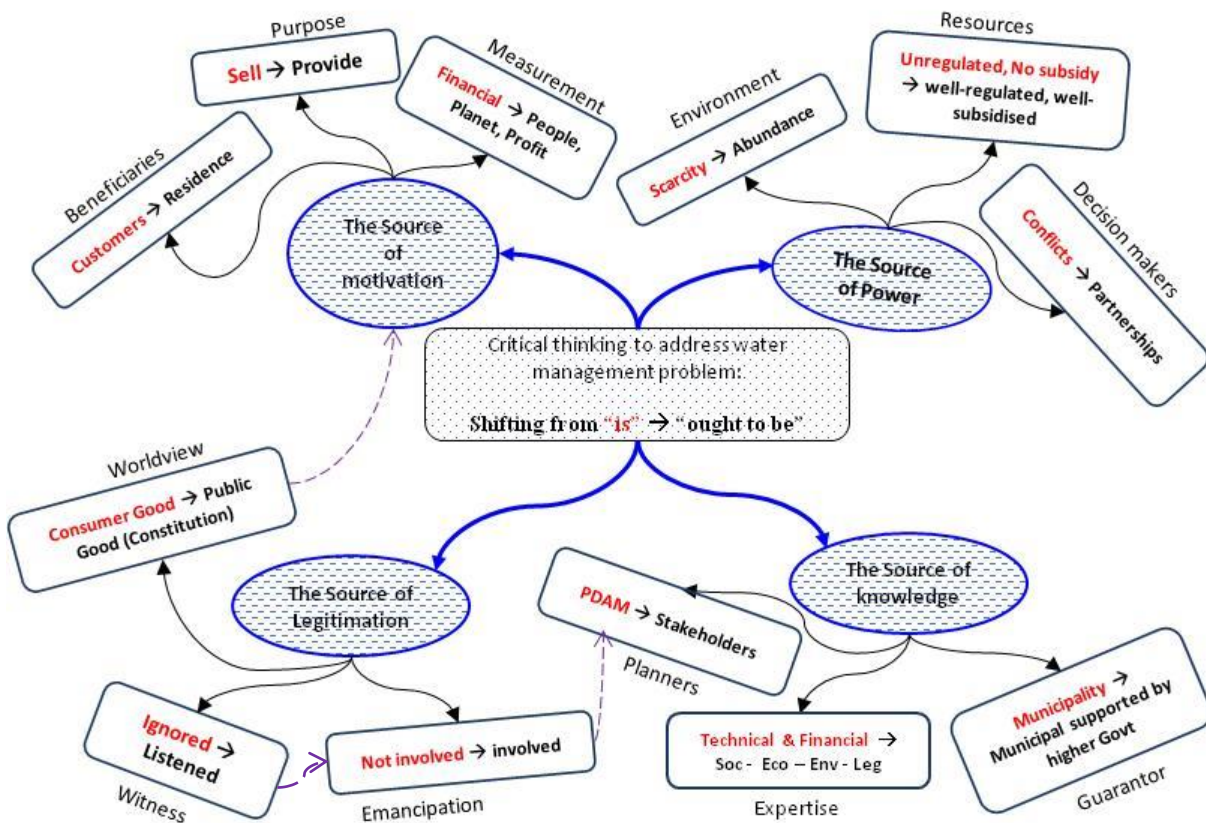 Purpose
Sell → Provide
Measurement
Financial → People,
Planet, Profit
Beneficiaries
Customers → Residence
The Source
of
motivation
Resources
Unregulated, No subsidy
→ well-regulated, well-
subsidised
Environment
Scarcity → Abundance
Decision makers
Conflicts → Partnerships
The Source
of Power
Critical thinking to address water
management problem:
Shifting from “is” → “ought to be”
Worldview
Consumer Good → Public
Good (Constitution)
The Source of
Legitimation
Ignored →
Listened
Witness
Not involved → involved
Emancipation
PDAM → Stakeholders
Planners
The Source of
knowledge
Technical & Financial →
Soc - Eco – Env - Leg
Expertise
Municipality →
Municipal supported by
higher Govt
Guarantor